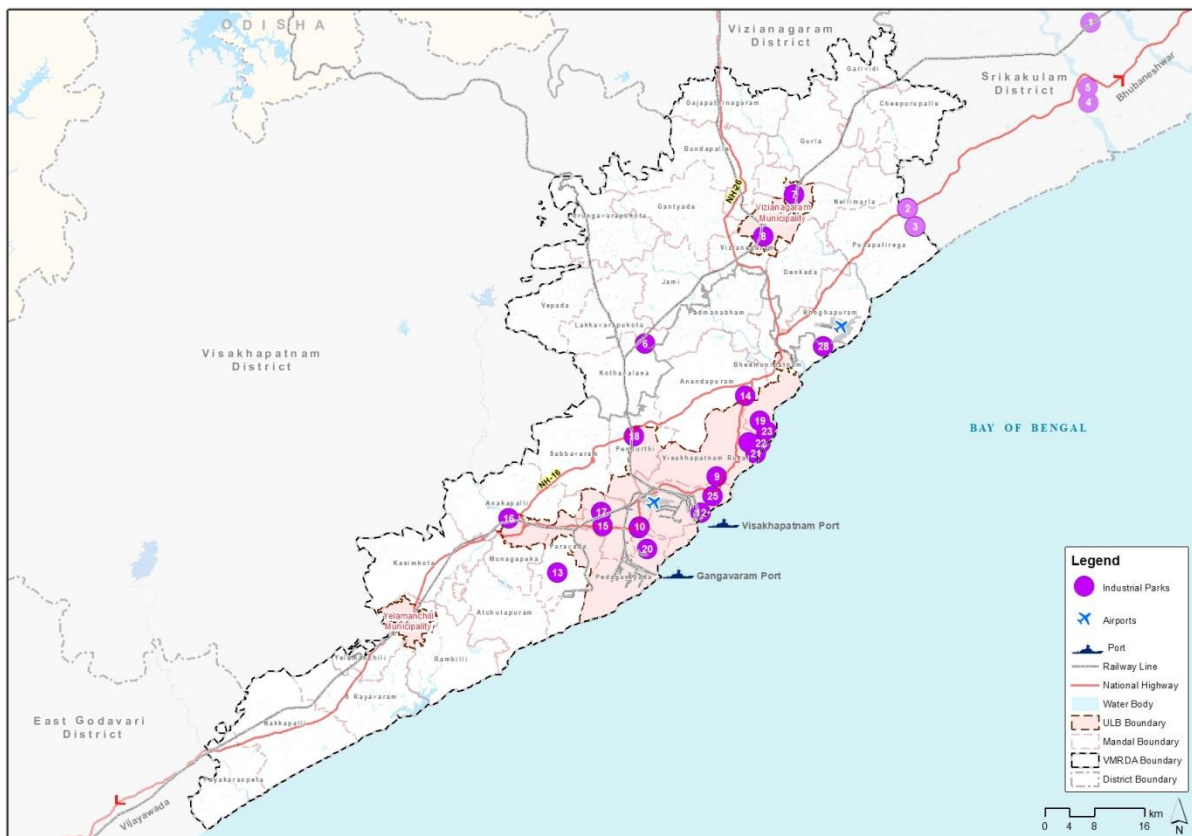 ODISHA
Vizianagaram
District
1
Garividi
Srikakulam
District
5
4
Bhubaneshwar
Gajapathinagaram
Cheepurupalle
Gurla
Bondapalle
NH-26
7
Vizianagaram
Municipality
Nellimarla
2
3
Gantyada
Srungavarapukota
8
Vizianagaram
Pusapatirega
Denkada
Jami
Vepada
Padmanabham
Bhoghapuram
Lakkavarapukota
6
28
Visakhapatnam
District
Kothavalasa
Bheemunipatnam
Anandapuram
14
19
23
22
21
BAY OF BENGAL
18
Pendurthi
Sabbavaram
Visakhapatnam Rural
NH-16
9
25
12
Visakhapatnam Port
Anakapalli
16
17
15
10
20
Kasimkota
Munagapaka
Paravada
13
Pedagantyada
Gangavaram Port
Atchutapuram
Yelamanchili
Municipality
Yelamanchili
Rambilli
S Rayavaram
East Godavari
District
Nakkapalli
Payakaraopeta
Vijayawada
Legend
Industrial Parks
Airports
Port
Railway Line
National Highway
Water Body
ULB Boundary
Mandal Boundary
VMRDA Boundary
District Boundary
0 4 8 16 km
N